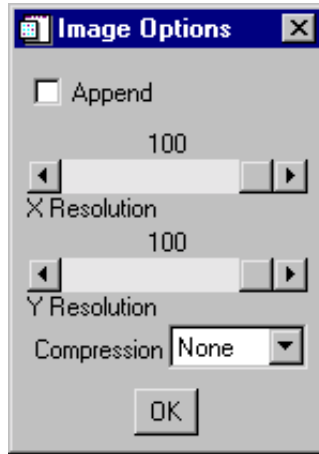 Image Options
Append
100
X Resolution
100
Y Resolution
Compression None
OK